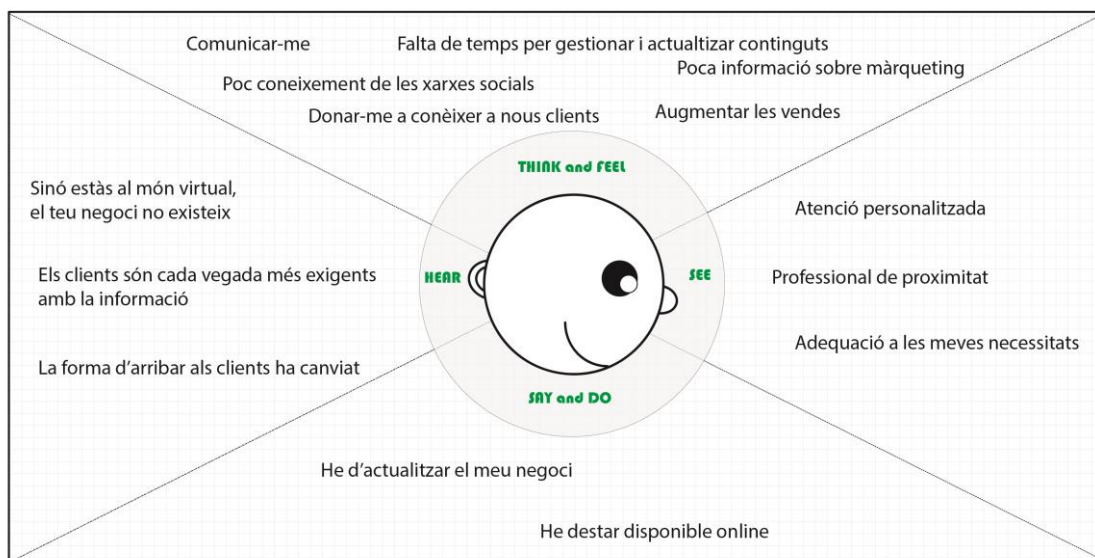 Comunicar-me
Falta de temps per gestionar i actualtizar continguts
Poca informació sobre màrqueting
Poc coneixement de les xarxes socials
Donar-me a conèixer a nous clients
Augmentar les vendes
THINK and FEEL
Sinó estàs al món virtual,
el teu negoci no existeix
Atenció personalitzada
Els clients són cada vegada més exigents
amb la informació
HEAR
SEE
Professional de proximitat
Adequació a les meves necessitats
La forma d'arribar als clients ha canviat
SAY and DO
He d'actualitzar el meu negoci
He destar disponible online